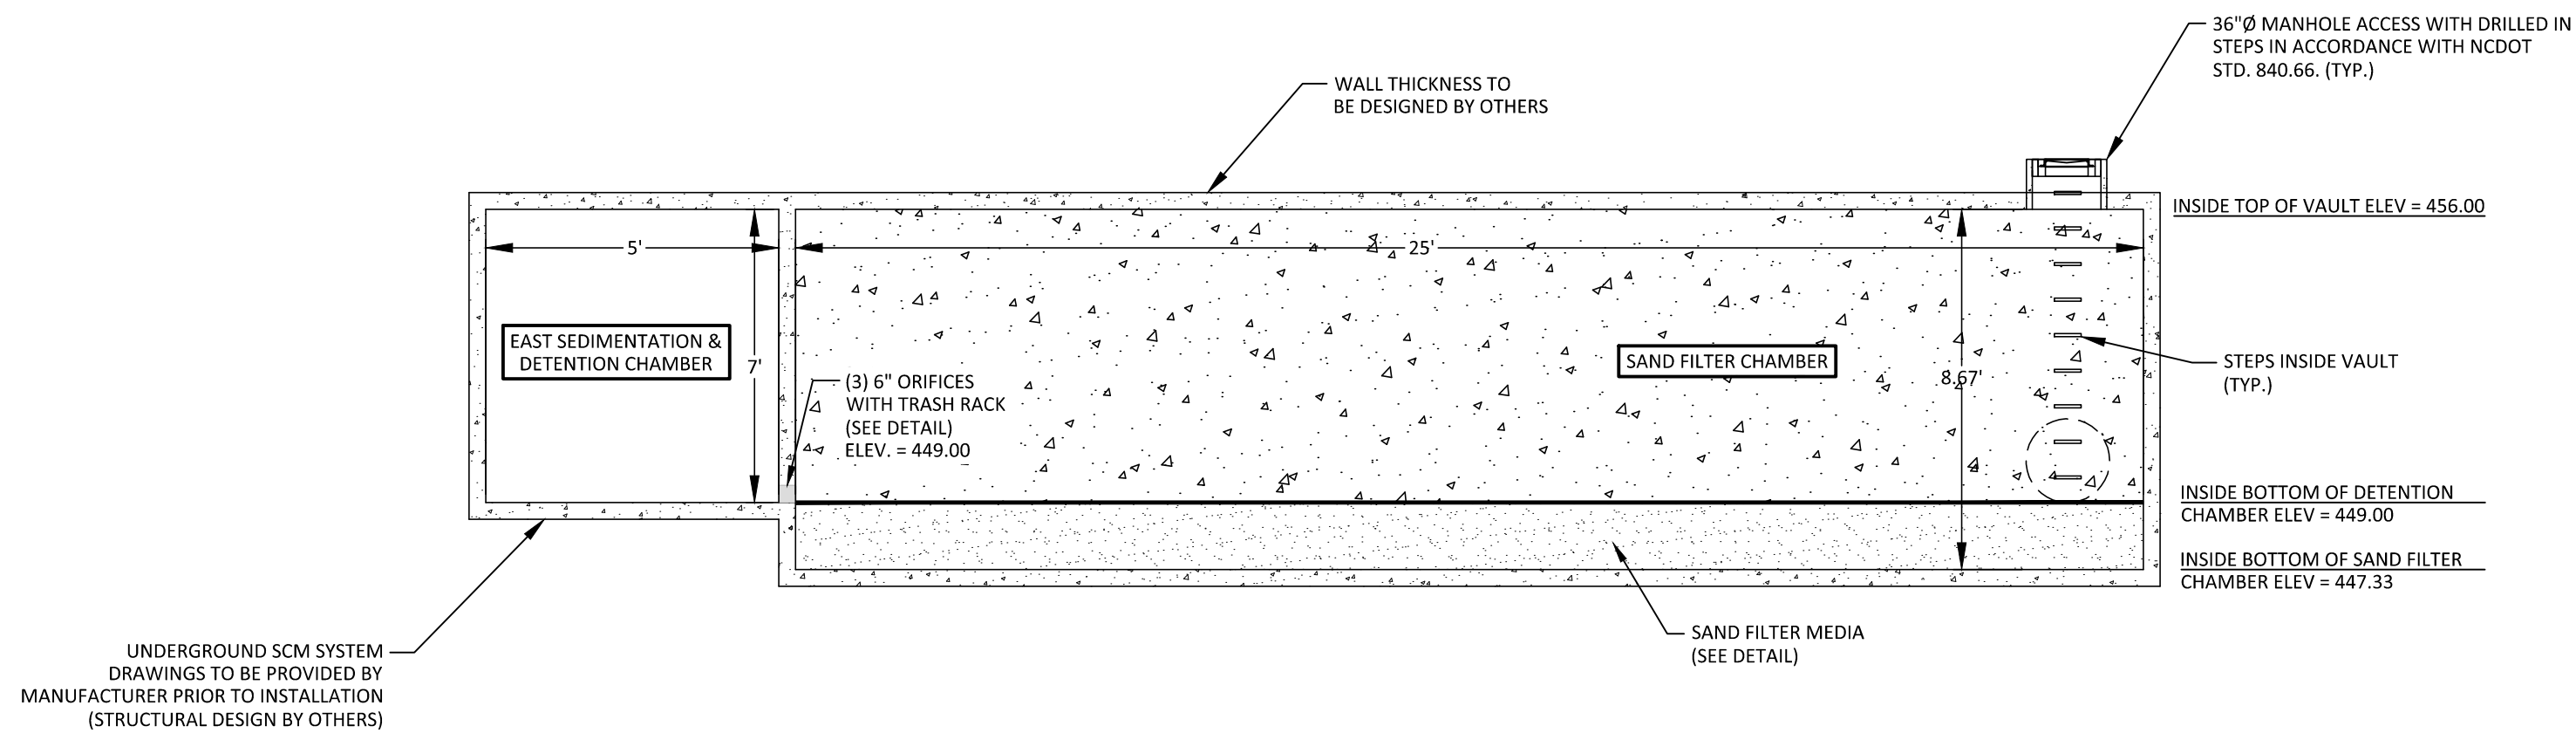 36"Ø MANHOLE ACCESS WITH DRILLED IN
STEPS IN ACCORDANCE WITH NCDOT
STD. 840.66. (TYP.)
WALL THICKNESS TO
BE DESIGNED BY OTHERS
INSIDE TOP OF VAULT ELEV = 456.00
5'
25'
EAST SEDIMENTATION &
DETENTION CHAMBER
7'
SAND FILTER CHAMBER
8.67'
STEPS INSIDE VAULT
(TYP.)
(3) 6" ORIFICES
WITH TRASH RACK
(SEE DETAIL)
ELEV. = 449.00
INSIDE BOTTOM OF DETENTION
CHAMBER ELEV = 449.00
INSIDE BOTTOM OF SAND FILTER
CHAMBER ELEV = 447.33
SAND FILTER MEDIA
(SEE DETAIL)
UNDERGROUND SCM SYSTEM
DRAWINGS TO BE PROVIDED BY
MANUFACTURER PRIOR TO INSTALLATION
(STRUCTURAL DESIGN BY OTHERS)